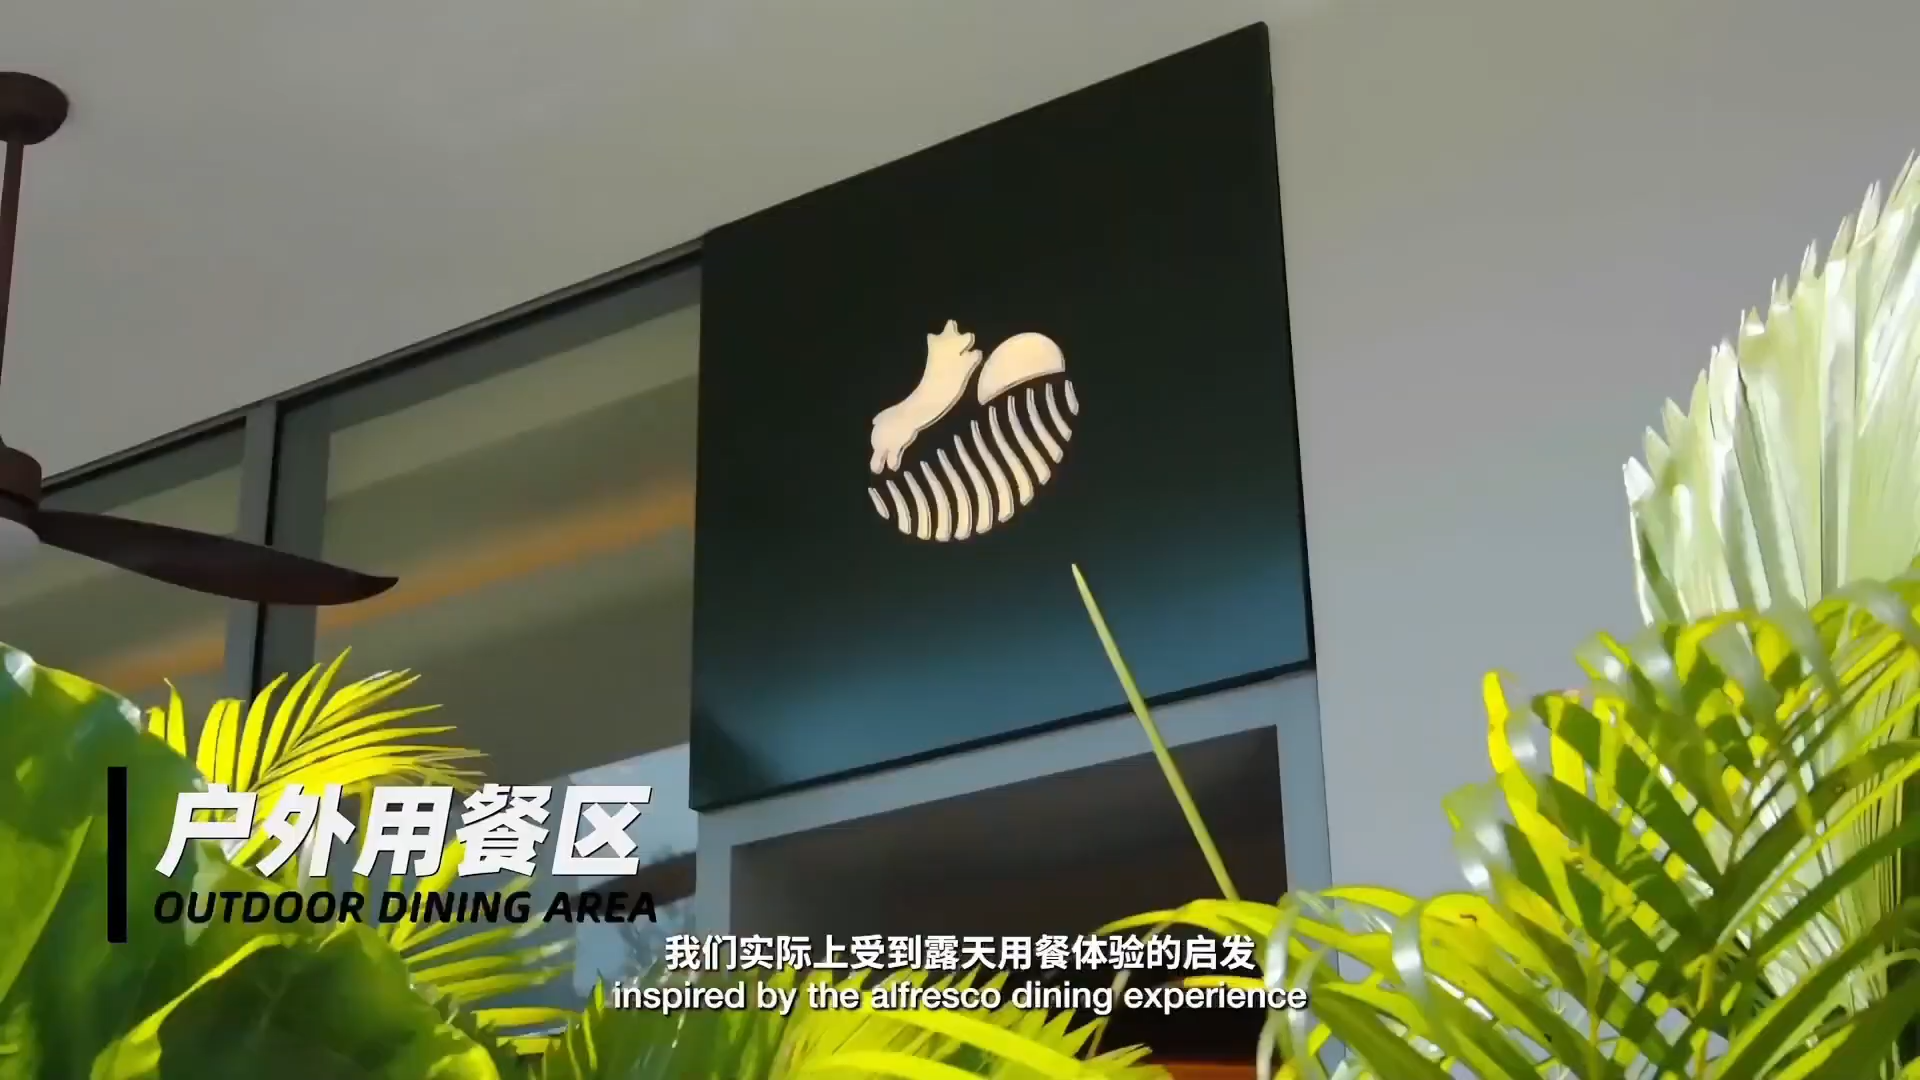 户外用餐区
OUTDOOR DINING AREA
我们实际上受到露天用餐体验的启发
inspired by the alfresco dining experience